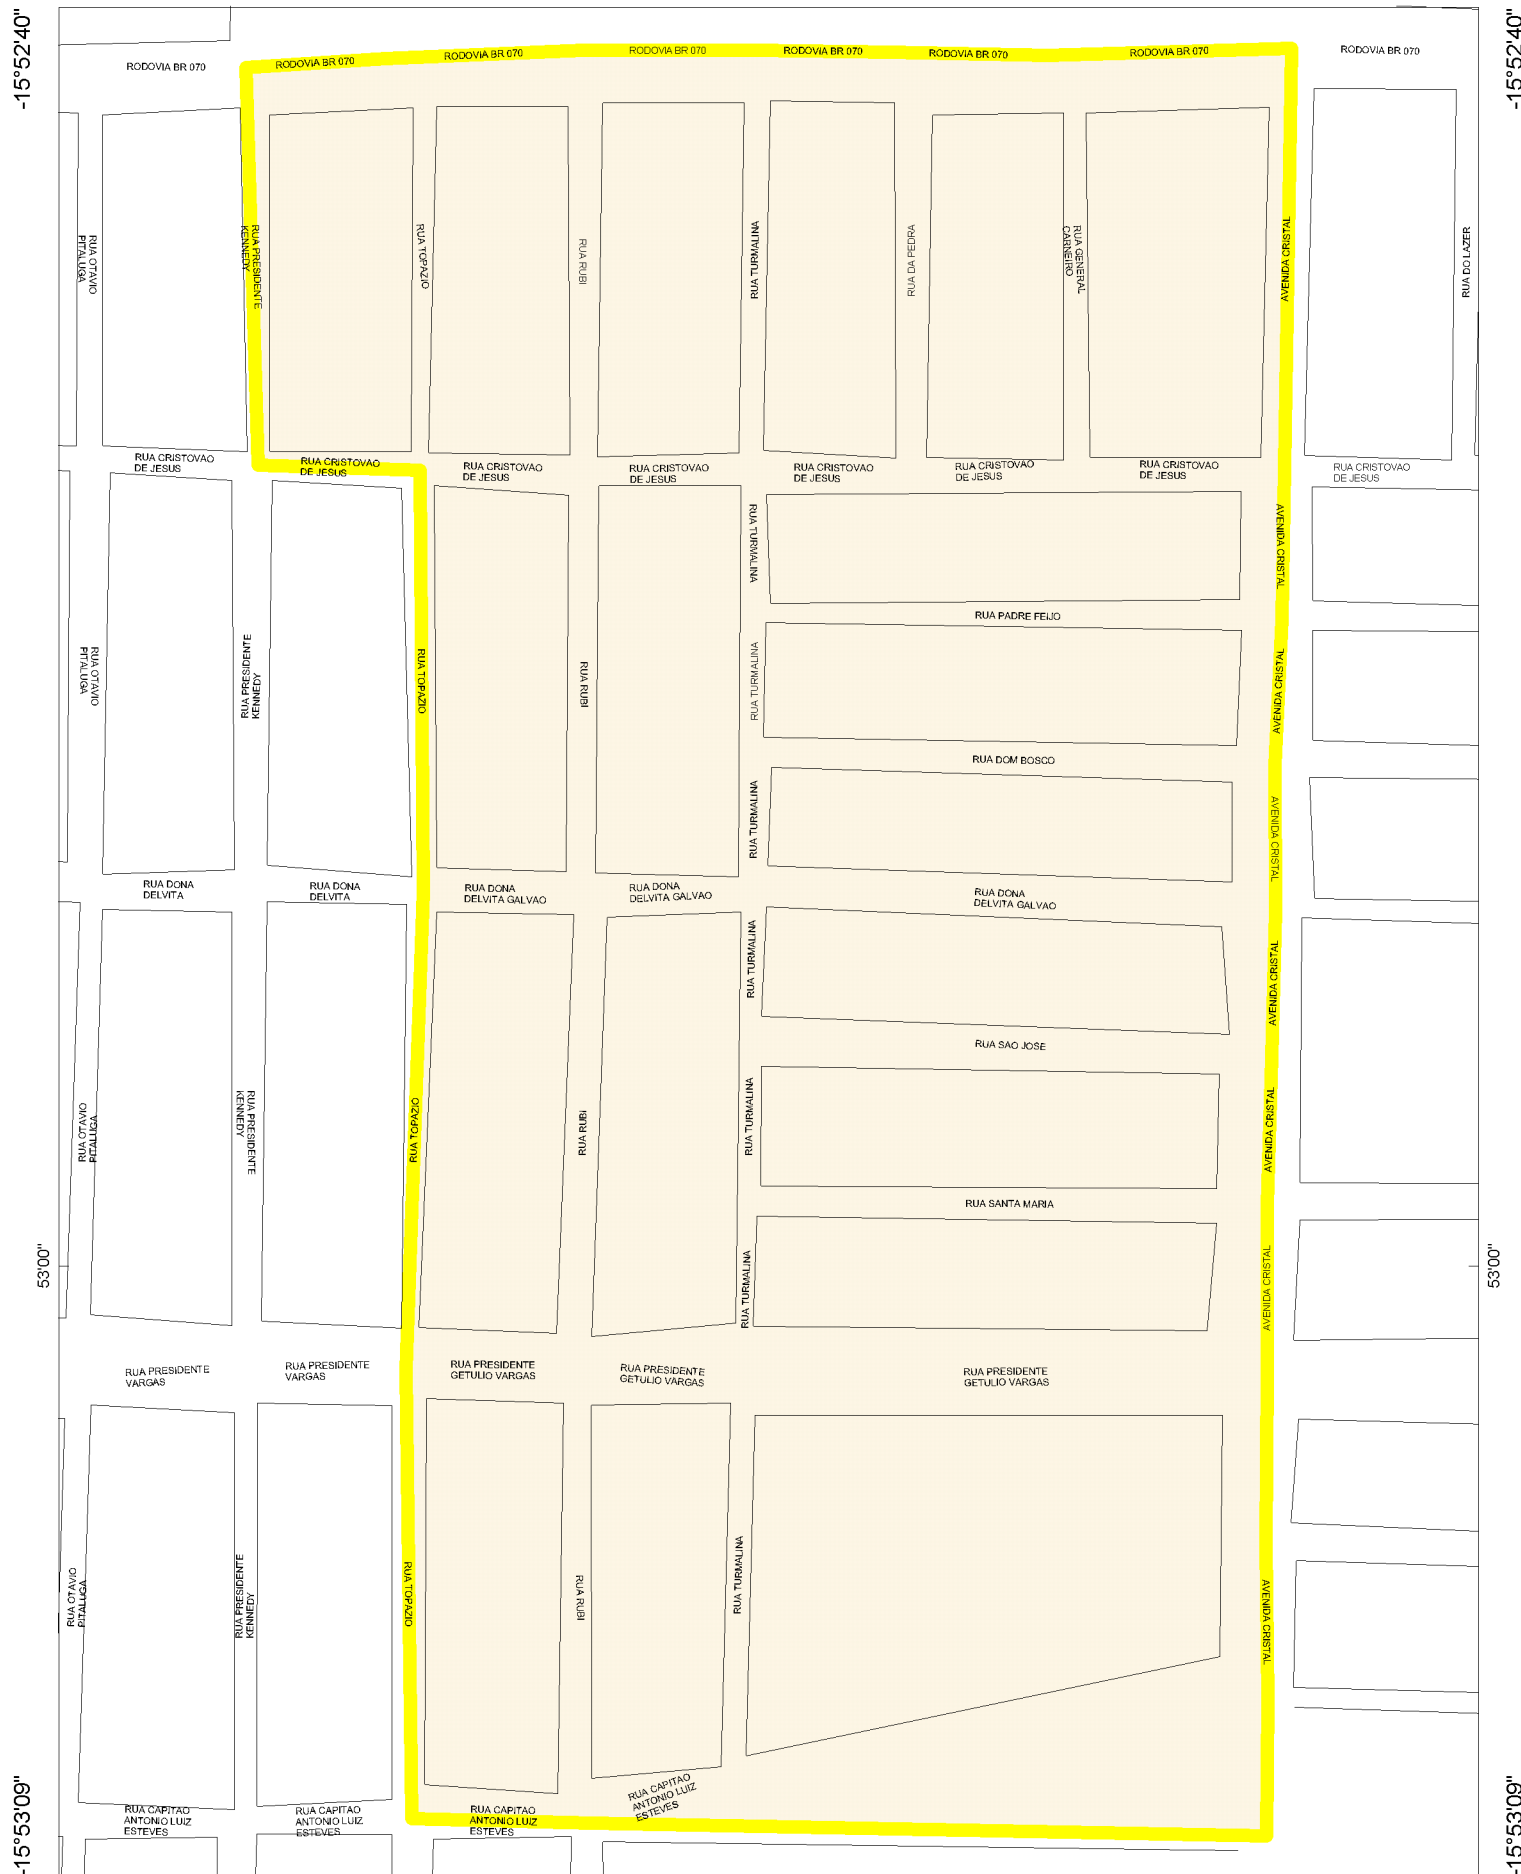 -15°52'40"
-15°52'40"
RODOVIA BR 070
RODOVIA BR 070
RODOVIA BR 070
RODOVIA BR 070
RODOVIA BR 070
RODOVIA BR 070
RODOVIA BR 070
RODOVIA BR 070
RUA OTAVIO
PITALUGA
RUA PRESIDENTE
KENNEDY
RUA TOPAZIO
RUA RUBI
RUA TURMALINA
RUA DA PEDRA
RUA GENERAL
CARNEIRO
AVENIDA CRISTAL
RUA DO LAZER
RUA CRISTOVAO
DE JESUS
RUA CRISTOVAO
DE JESUS
RUA CRISTOVAO
DE JESUS
RUA CRISTOVAO
DE JESUS
RUA CRISTOVAO
DE JESUS
RUA CRISTOVAO
DE JESUS
RUA CRISTOVAO
DE JESUS
RUA CRISTOVAO
DE JESUS
RUA TURMALINA
AVENIDA CRISTAL
RUA PADRE FEIJO
RUA OTAVIO
PITALUGA
RUA PRESIDENTE
KENNEDY
RUA TOPAZIO
RUA RUBI
RUA TURMALINA
AVENIDA CRISTAL
RUA DOM BOSCO
RUA TURMALINA
AVENIDA CRISTAL
RUA DONA
DELVITA
RUA DONA
DELVITA
RUA DONA
DELVITA GALVAO
RUA DONA
DELVITA GALVAO
RUA DONA
DELVITA GALVAO
RUA TURMALINA
AVENIDA CRISTAL
RUA SAO JOSE
RUA OTAVIO
PITALUGA
RUA PRESIDENTE
KENNEDY
RUA TOPAZIO
RUA RUBI
RUA TURMALINA
AVENIDA CRISTAL
RUA SANTA MARIA
53'00"
RUA TURMALINA
AVENIDA CRISTAL
53'00"
RUA PRESIDENTE
VARGAS
RUA PRESIDENTE
VARGAS
RUA PRESIDENTE
GETULIO VARGAS
RUA PRESIDENTE
GETULIO VARGAS
RUA PRESIDENTE
GETULIO VARGAS
RUA OTAVIO
PITALUGA
RUA PRESIDENTE
KENNEDY
RUA TOPAZIO
RUA RUBI
RUA TURMALINA
AVENIDA CRISTAL
RUA CAPITAO
ANTONIO LUIZ
ESTEVES
RUA CAPITAO
ANTONIO LUIZ
ESTEVES
RUA CAPITAO
ANTONIO LUIZ
ESTEVES
RUA CAPITAO
ANTONIO LUIZ
ESTEVES
-15°53'09"
-15°53'09"